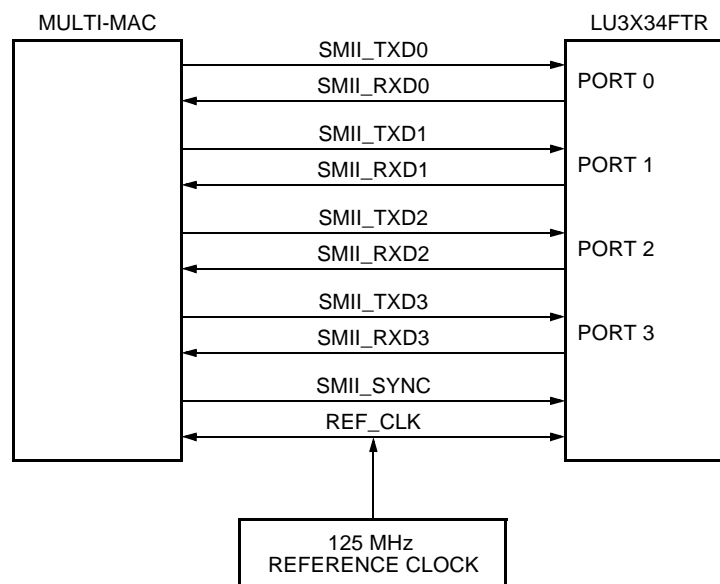 MULTI-MAC
LU3X34FTR
SMII_TXD0
SMII_RXD0
PORT 0
SMII_TXD1
SMII_RXD1
PORT 1
SMII_TXD2
SMII_RXD2
PORT 2
SMII_TXD3
SMII_RXD3
PORT 3
SMII_SYNC
REF_CLK
125 MHz
REFERENCE CLOCK